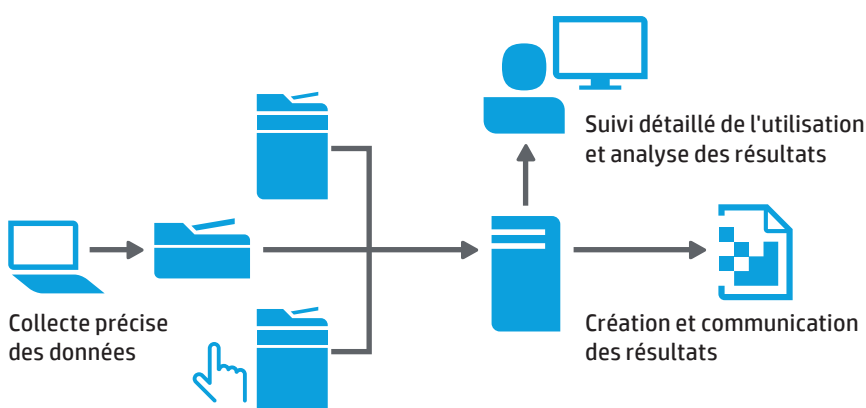 Suivi détaillé de l'utilisation
et analyse des résultats
Collecte précise
des données
Création et communication
des résultats